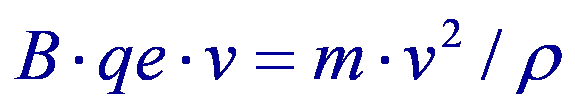 B · qe · v = m · v² / ρ